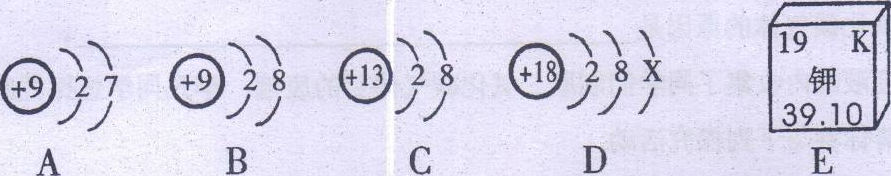 +9 2 7
A
+9 2 8
B
+13 2 8
C
+18 2 8 X
D
19 K
钾
39.10
E